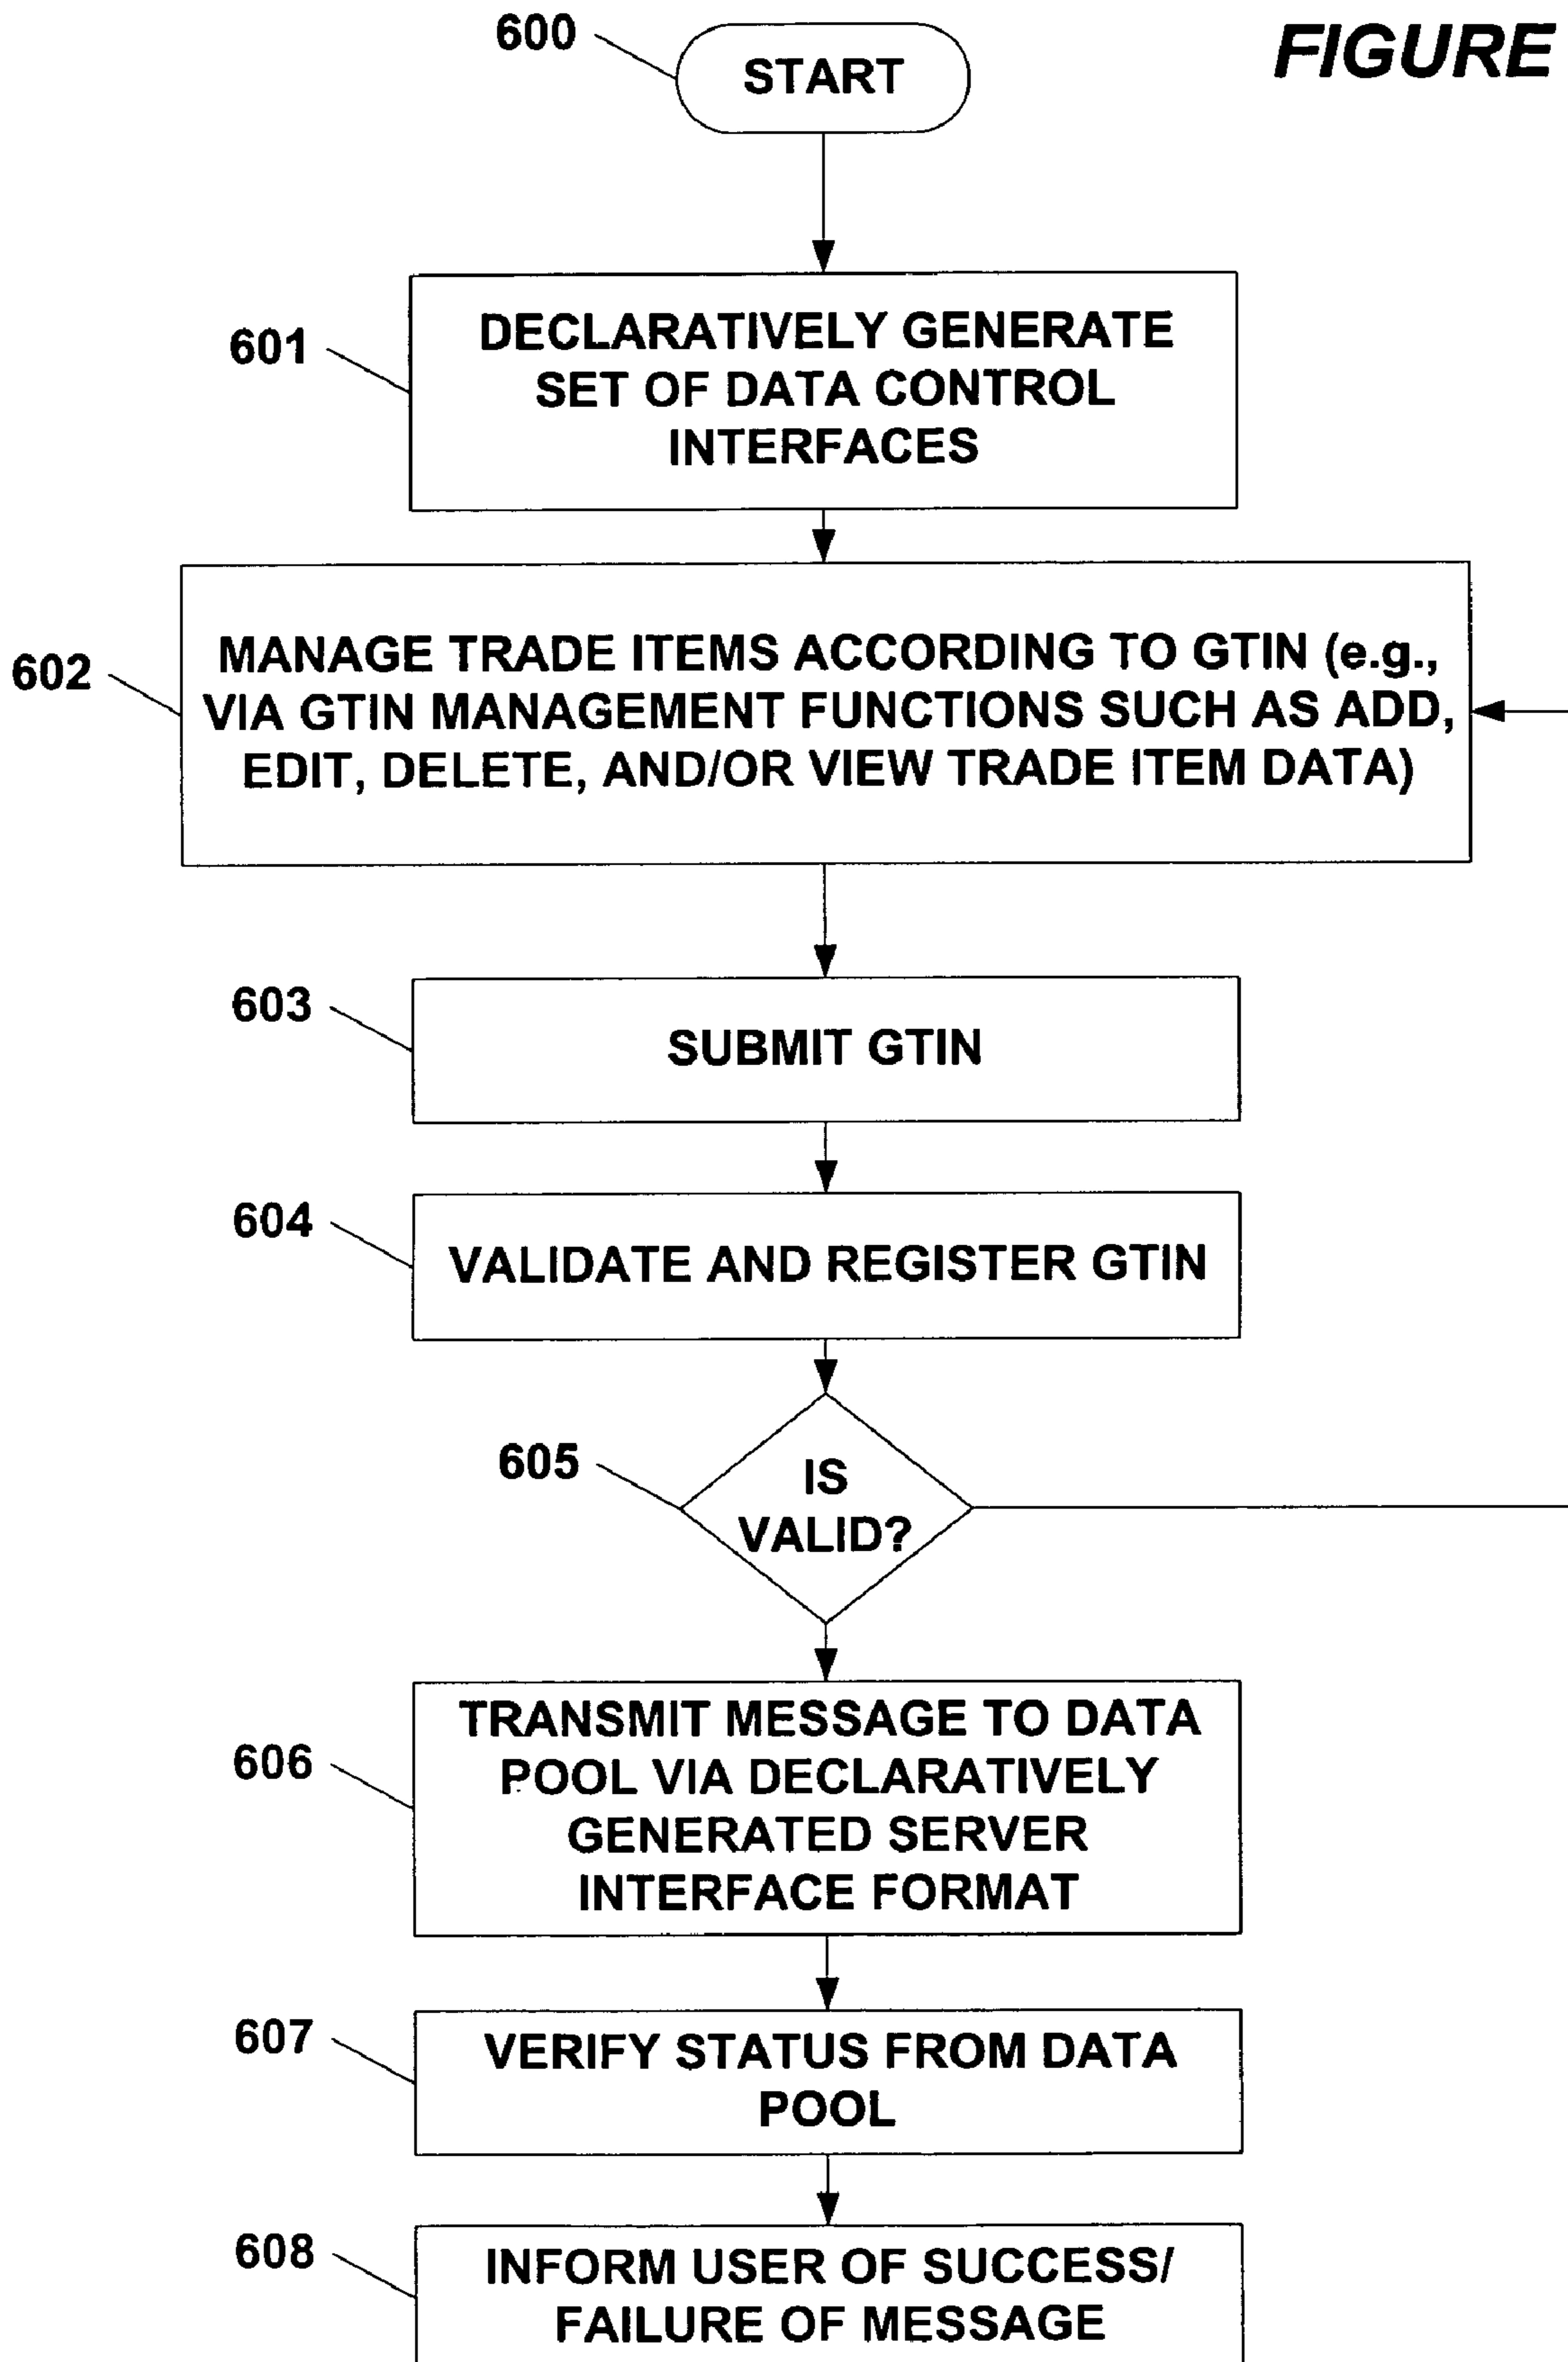 600
START
FIGURE
601
DECLARATIVELY GENERATE
SET OF DATA CONTROL
INTERFACES
602
MANAGE TRADE ITEMS ACCORDING TO GTIN (e.g.,
VIA GTIN MANAGEMENT FUNCTIONS SUCH AS ADD,
EDIT, DELETE, AND/OR VIEW TRADE ITEM DATA)
603
SUBMIT GTIN
604
VALIDATE AND REGISTER GTIN
605
IS
VALID?
606
TRANSMIT MESSAGE TO DATA
POOL VIA DECLARATIVELY
GENERATED SERVER
INTERFACE FORMAT
607
VERIFY STATUS FROM DATA
POOL
608
INFORM USER OF SUCCESS/
FAILURE OF MESSAGE